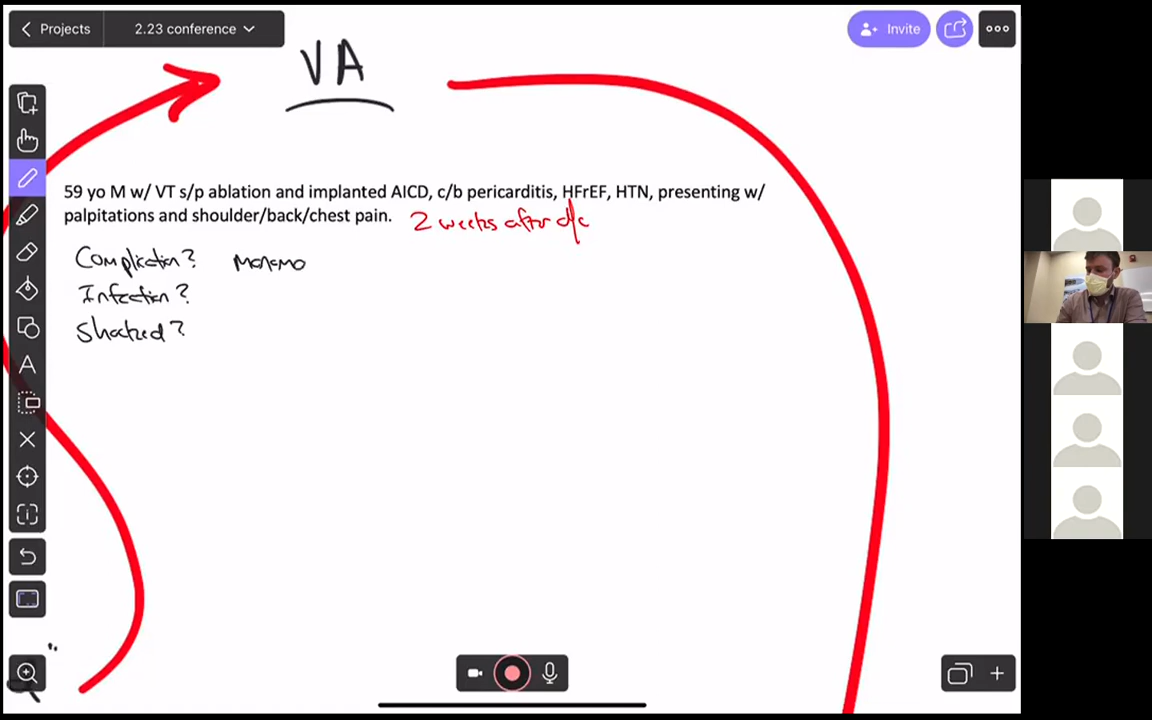 Projects
2.23 conference
Invite
VA
59 yo M w/ VT s/p ablation and implanted AICD, c/b pericarditis, HFrEF, HTN, presenting w/
palpitations and shoulder/back/chest pain. 2 weeks after d/c
Complication? monomo
Infection?
Shocked?
A